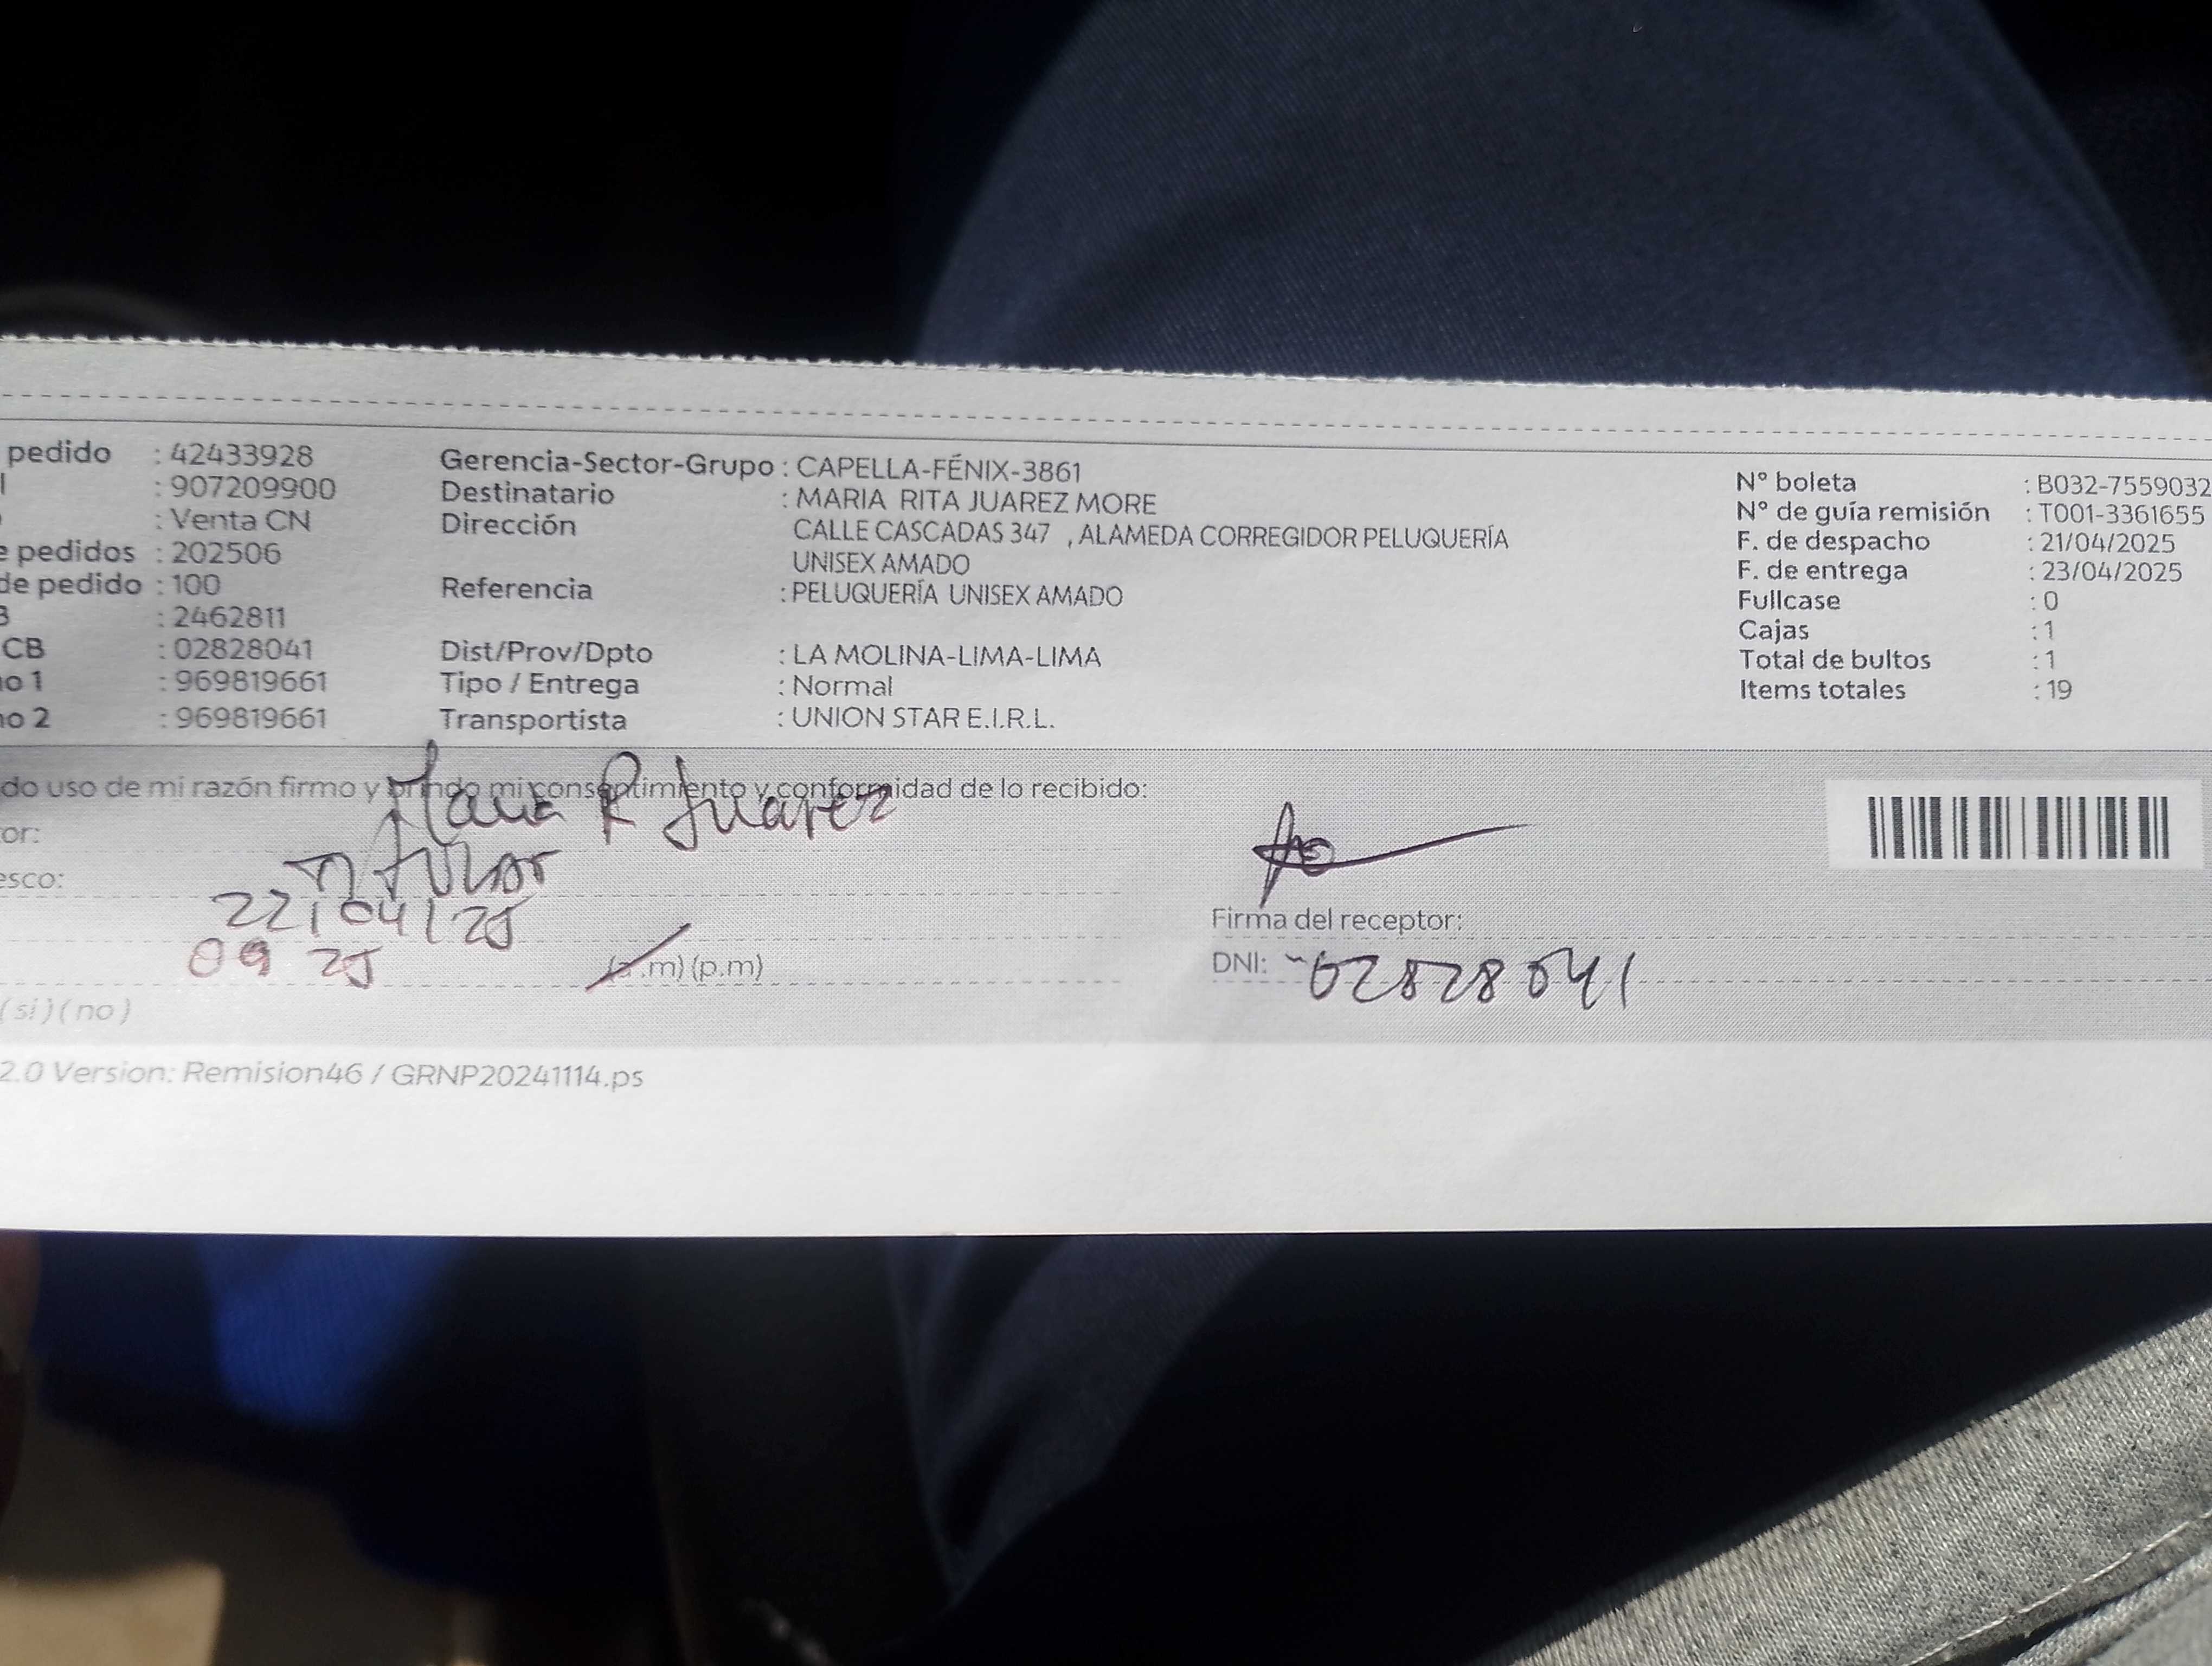 pedido : 42433928
l : 907209900
: Venta CN
e pedidos : 202506
de pedido : 100
: 2462811
CB : 02828041
no 1 : 969819661
no 2 : 969819661
Gerencia-Sector-Grupo : CAPELLA-FÉNIX-3861
Destinatario : MARIA RITA JUAREZ MORE
Dirección CALLE CASCADAS 347 , ALAMEDA CORREGIDOR PELUQUERÍA
UNISEX AMADO
Referencia : PELUQUERÍA UNISEX AMADO
Dist/Prov/Dpto : LA MOLINA-LIMA-LIMA
Tipo / Entrega : Normal
Transportista : UNION STAR E.I.R.L.
N° boleta : B032-7559032
N° de guía remisión : T001-3361655
F. de despacho : 21/04/2025
F. de entrega : 23/04/2025
Fullcase : 0
Cajas : 1
Total de bultos : 1
Items totales : 19
do uso de mi razón firmo y brindo mi consentimiento y conformidad de lo recibido:
or: Maria R Juarez
esco: Titular
22/04/25
09 25 (a.m) (p.m)
(si) (no)
Firma del receptor:
DNI: 02828041
2.0 Version: Remision46 / GRNP20241114.ps